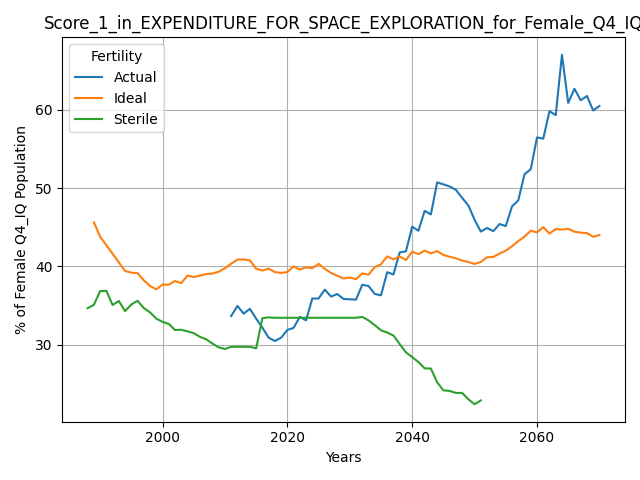 Score_1_in_EXPENDITURE_FOR_SPACE_EXPLORATION_for_Female_Q4_IQ
Fertility
Actual
Ideal
Sterile
% of Female Q4_IQ Population
60
50
40
30
2000 2020 2040 2060
Years